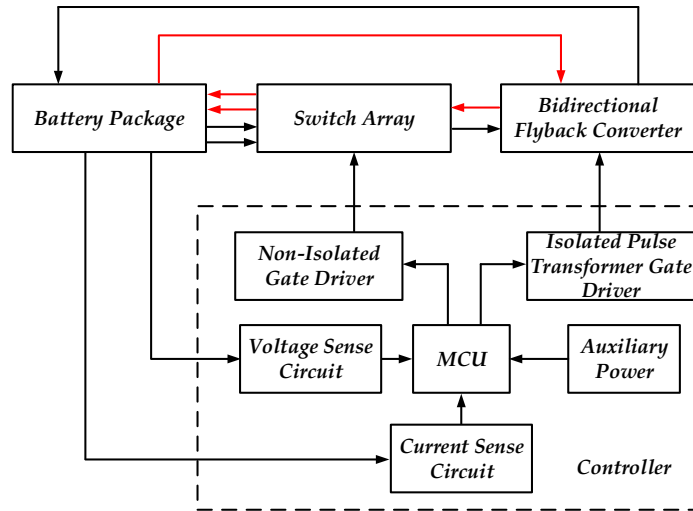 Battery Package
Switch Array
Bidirectional
Flyback Converter
Non-Isolated
Gate Driver
Isolated Pulse
Transformer Gate
Driver
Voltage Sense
Circuit
MCU
Auxiliary
Power
Current Sense
Circuit
Controller